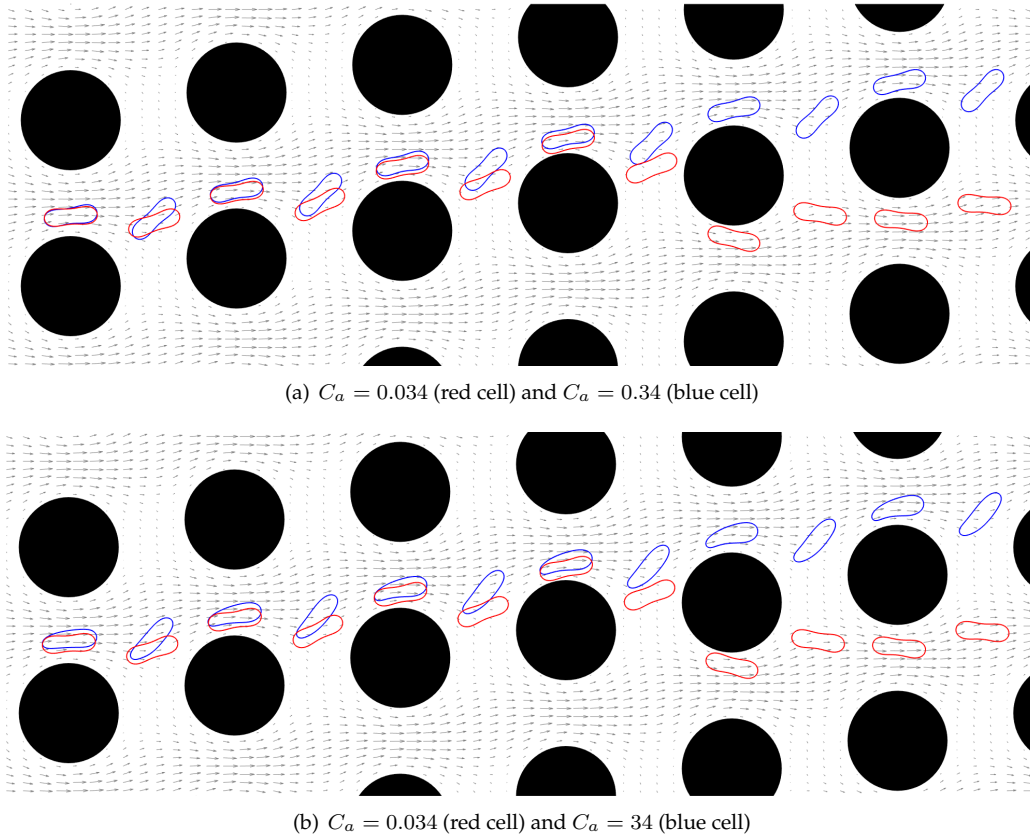 (a) $C_a = 0.034$ (red cell) and $C_a = 0.34$ (blue cell)
(b) $C_a = 0.034$ (red cell) and $C_a = 34$ (blue cell)